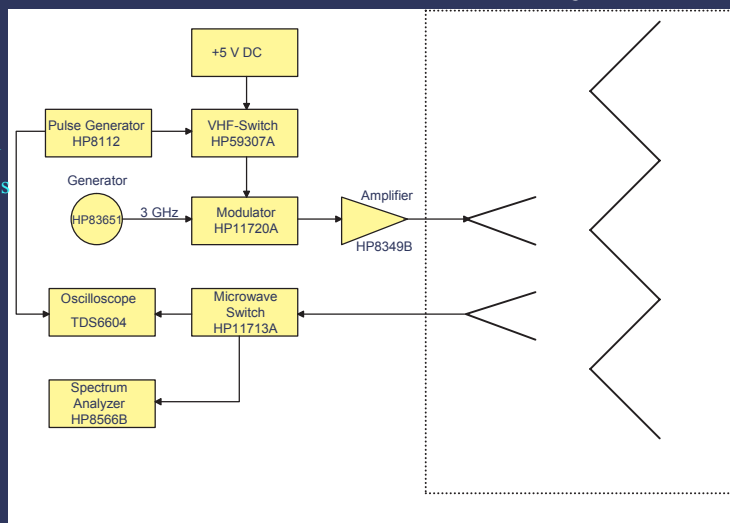 +5 V DC
Pulse Generator
HP8112
VHF-Switch
HP59307A
Generator
HP83651
3 GHz
Modulator
HP11720A
Amplifier
HP8349B
Oscilloscope
TDS6604
Microwave
Switch
HP11713A
Spectrum
Analyzer
HP8566B
s